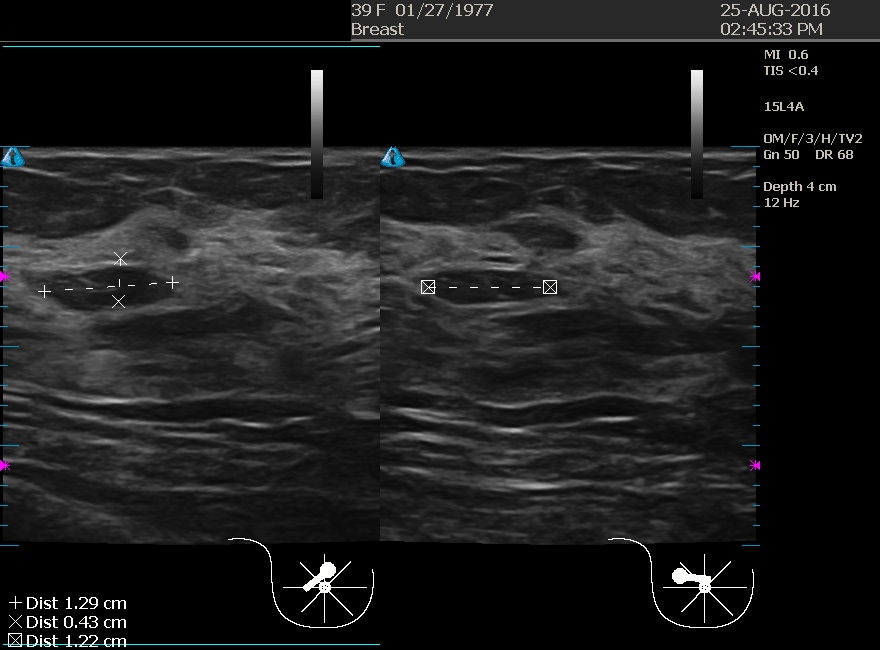 39 F 01/27/1977 25-AUG-2016
Breast 02:45:33 PM
MI 0.6
TIS <0.4
15L4A
OM/F/3/H/TV2
Gn 50 DR 68
Depth 4 cm
12 Hz
Dist 1.29 cm
Dist 0.43 cm
Dist 1.22 cm